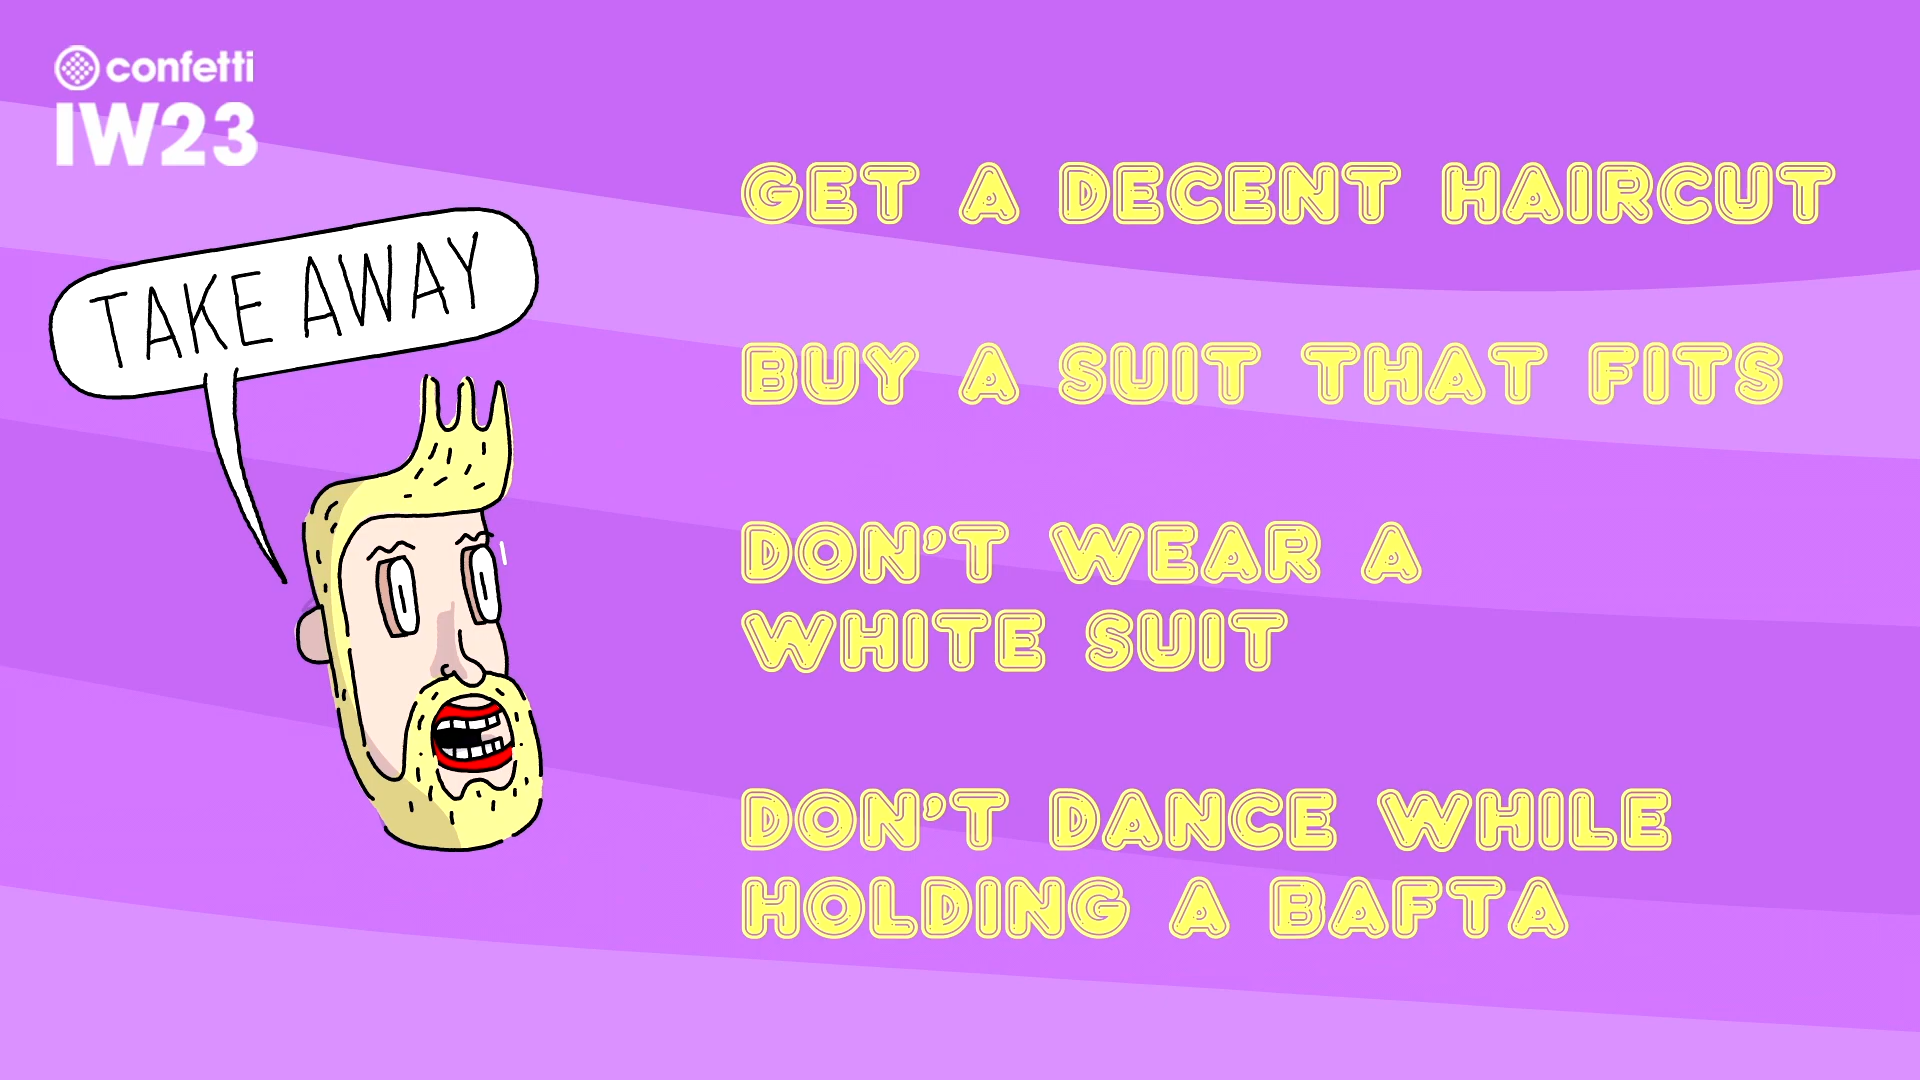 confetti
IW23
TAKE AWAY
GET A DECENT HAIRCUT
BUY A SUIT THAT FITS
DON'T WEAR A
WHITE SUIT
DON'T DANCE WHILE
HOLDING A BAFTA